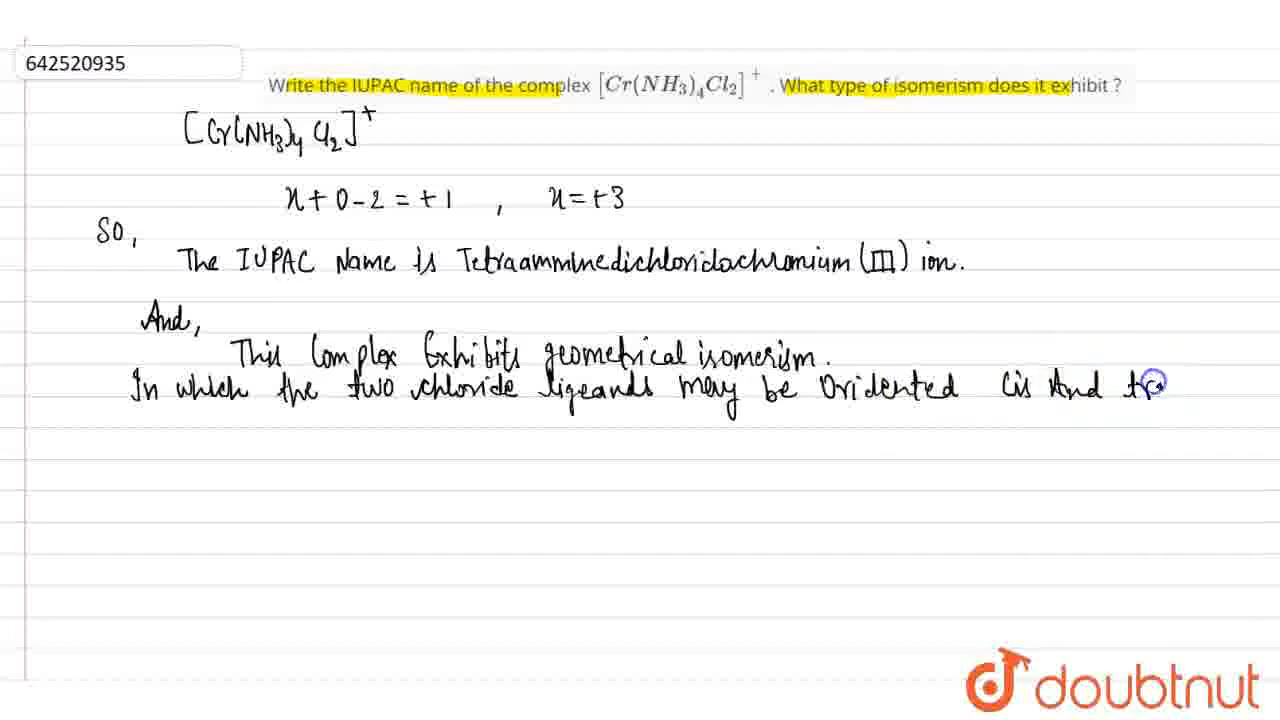 642520935
Write the IUPAC name of the complex [Cr(NH₃)₄Cl₂]⁺ . What type of isomerism does it exhibit ?
[Cr(NH₃)₄ Cl₂]⁺
x + 0 - 2 = + 1 , x = + 3
So,
The IUPAC Name is Tetraamminedichloridochromium (III) ion.
And,
This Complex Exhibits geometrical isomerism.
In which the two chloride ligeands may be Oridented Cis And tra
doubtnut